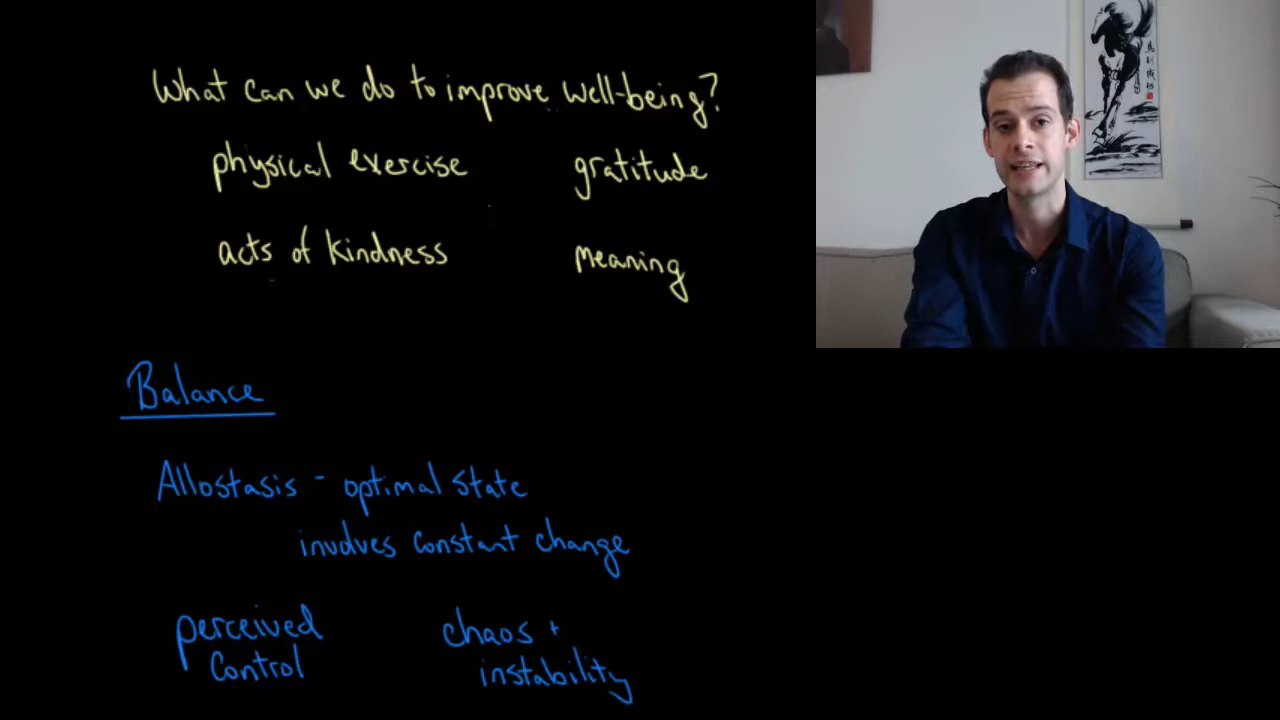 What can we do to improve well-being?
physical exercise gratitude
acts of kindness meaning
Balance
Allostasis - optimal state
involves constant change
perceived chaos +
control instability